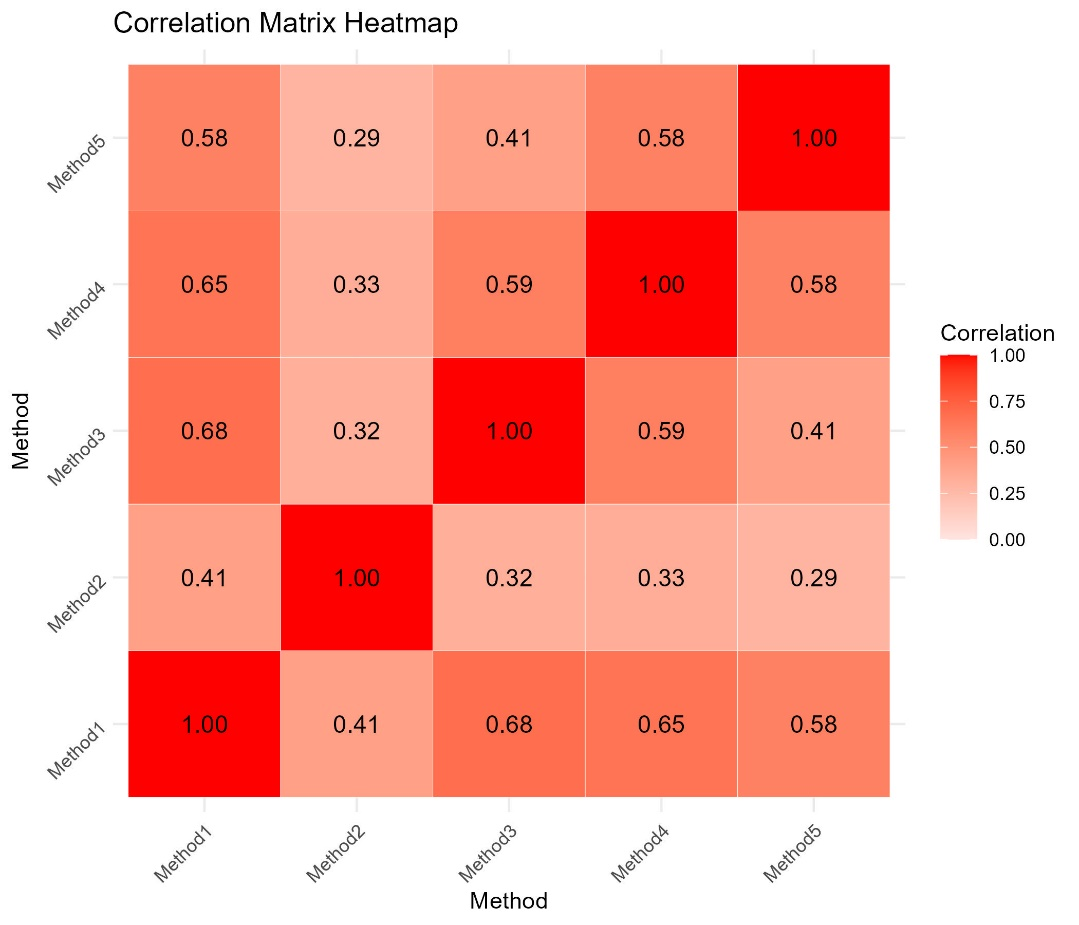 Correlation Matrix Heatmap
Method
Method5
0.58 0.29 0.41 0.58 1.00
Method4
0.65 0.33 0.59 1.00 0.58
Method3
0.68 0.32 1.00 0.59 0.41
Method2
0.41 1.00 0.32 0.33 0.29
Method1
1.00 0.41 0.68 0.65 0.58
Method1 Method2 Method3 Method4 Method5
Method
Correlation
1.00
0.75
0.50
0.25
0.00